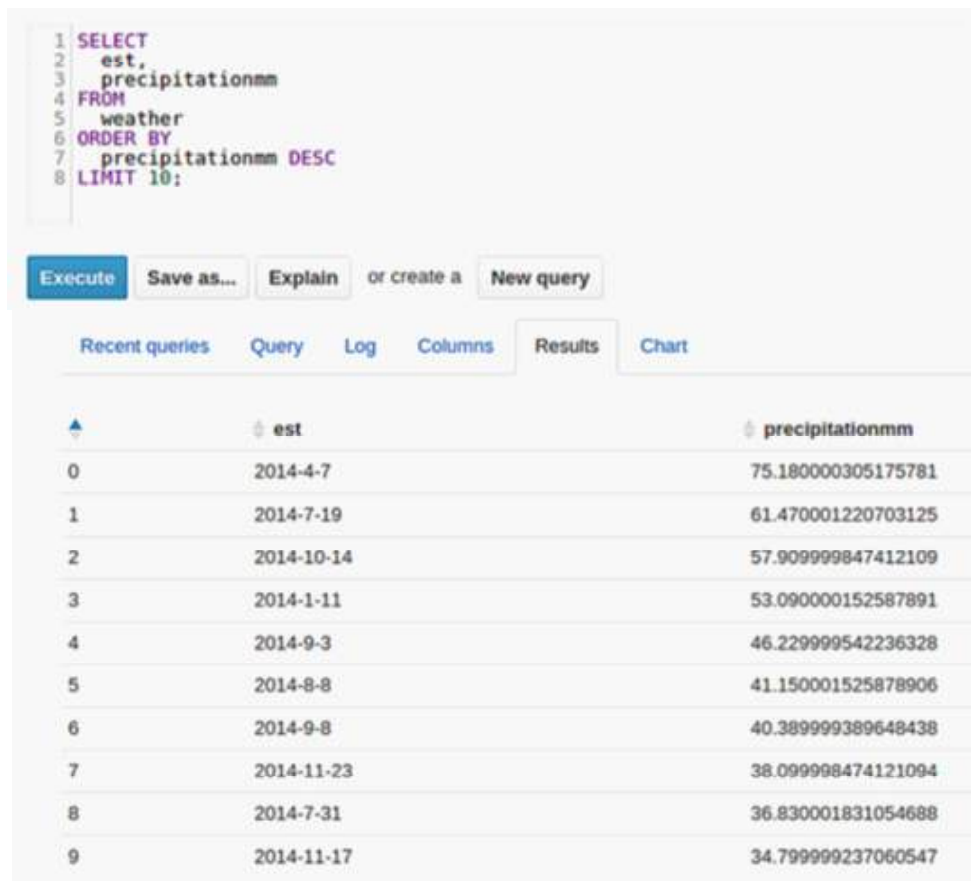 1 SELECT
2 est,
3 precipitationmm
4 FROM
5 weather
6 ORDER BY
7 precipitationmm DESC
8 LIMIT 10;
Execute Save as... Explain or create a New query
Recent queries Query Log Columns Results Chart
est precipitationmm
0 2014-4-7 75.180000305175781
1 2014-7-19 61.470001220703125
2 2014-10-14 57.909999847412109
3 2014-1-11 53.090000152587891
4 2014-9-3 46.229999542236328
5 2014-8-8 41.150001525878906
6 2014-9-8 40.389999389648438
7 2014-11-23 38.099998474121094
8 2014-7-31 36.830001831054688
9 2014-11-17 34.799999237060547